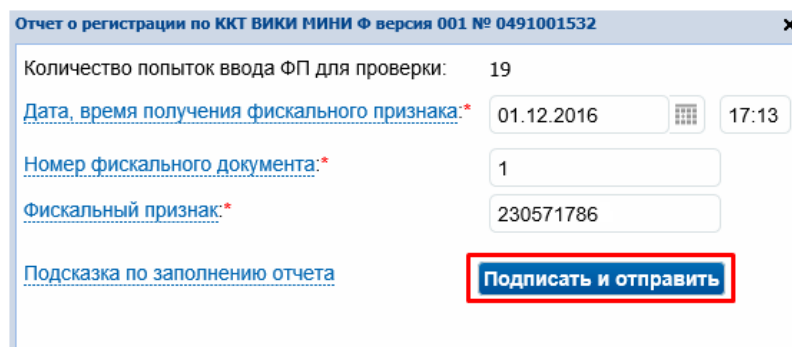 Отчет о регистрации по ККТ ВИКИ МИНИ Ф версия 001 № 0491001532
Количество попыток ввода ФП для проверки: 19
Дата, время получения фискального признака:* 01.12.2016 17:13
Номер фискального документа:* 1
Фискальный признак:* 230571786
Подсказка по заполнению отчета Подписать и отправить